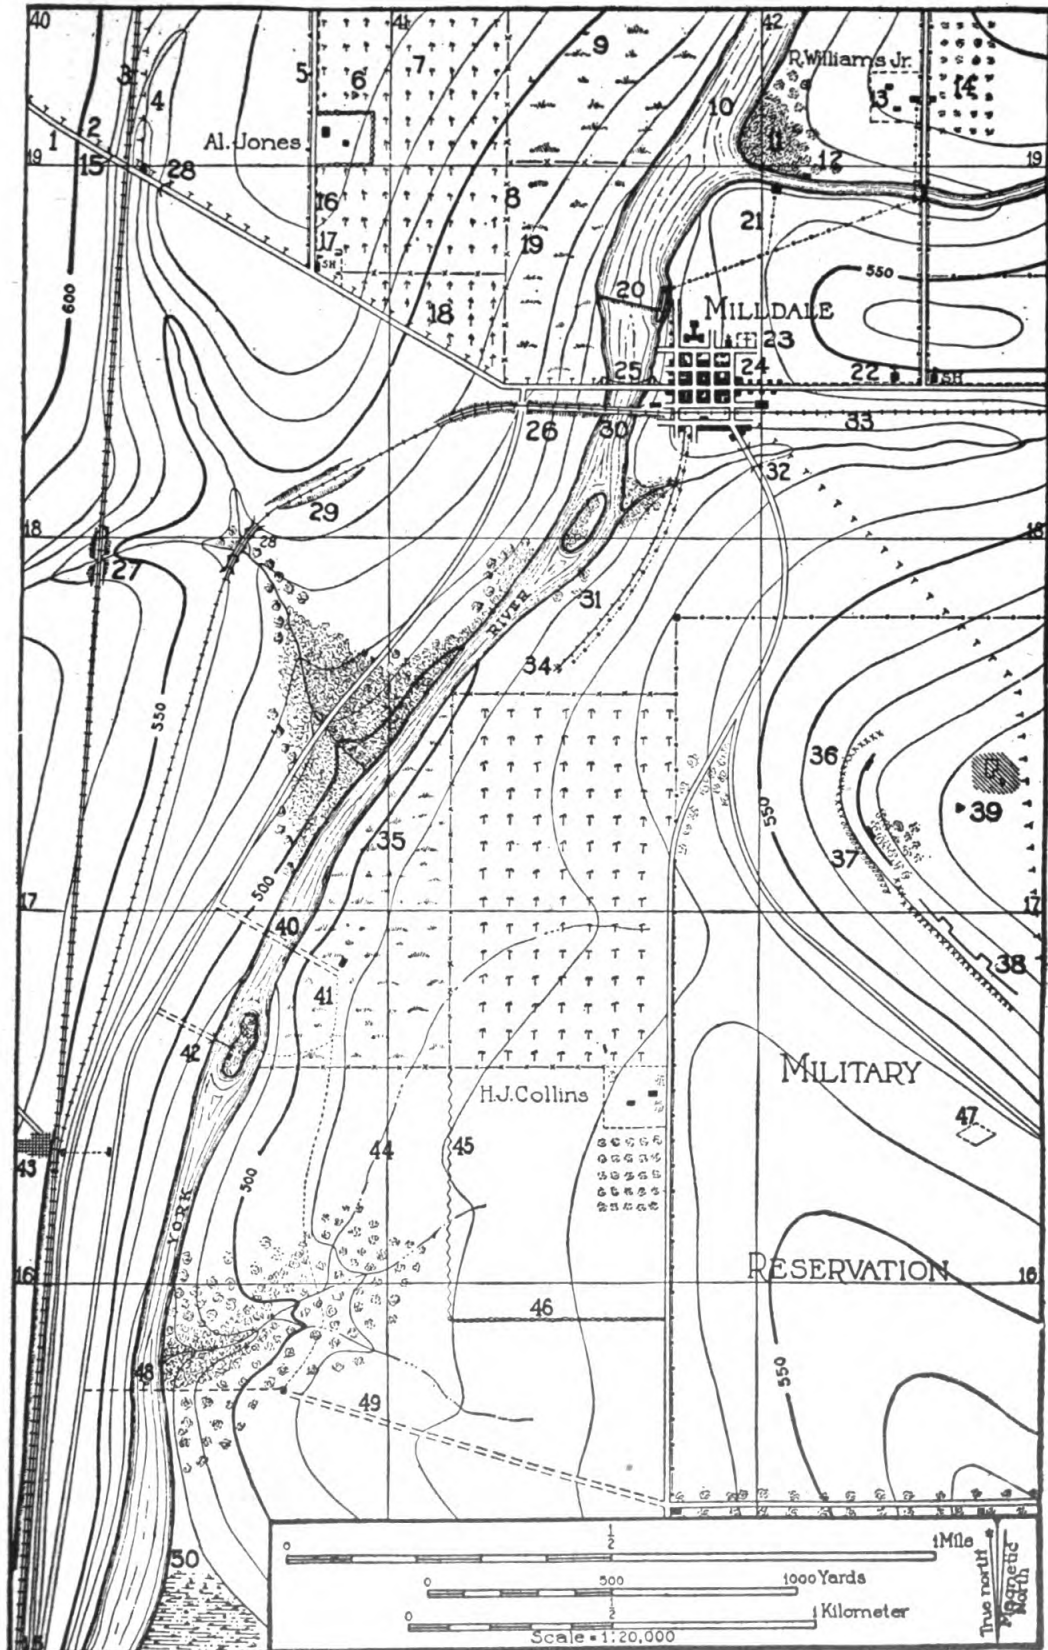 40 41 42
3 5 9
R.Williams Jr.
4 6 7 10 13 14
2
1 Al. Jones 11
15 28 12 19
19
16 8 21
17 19 550
SH
600 18 20 MILLDALE
23
25 24 22 SH
26 30 33
32
29
18 18
28
27
31
RIVER
34
550
36
39
35 550
37
500
17 17
40
38
41
42
MILITARY
H.J.Collins
47
43 44 45
500
YORK
16 RESERVATION 16
46
48 550
49
50
0 1/2 1Mile
0 500 1000 Yards
0 1/2 1 Kilometer
Scale = 1:20,000
True north
Magnetic North